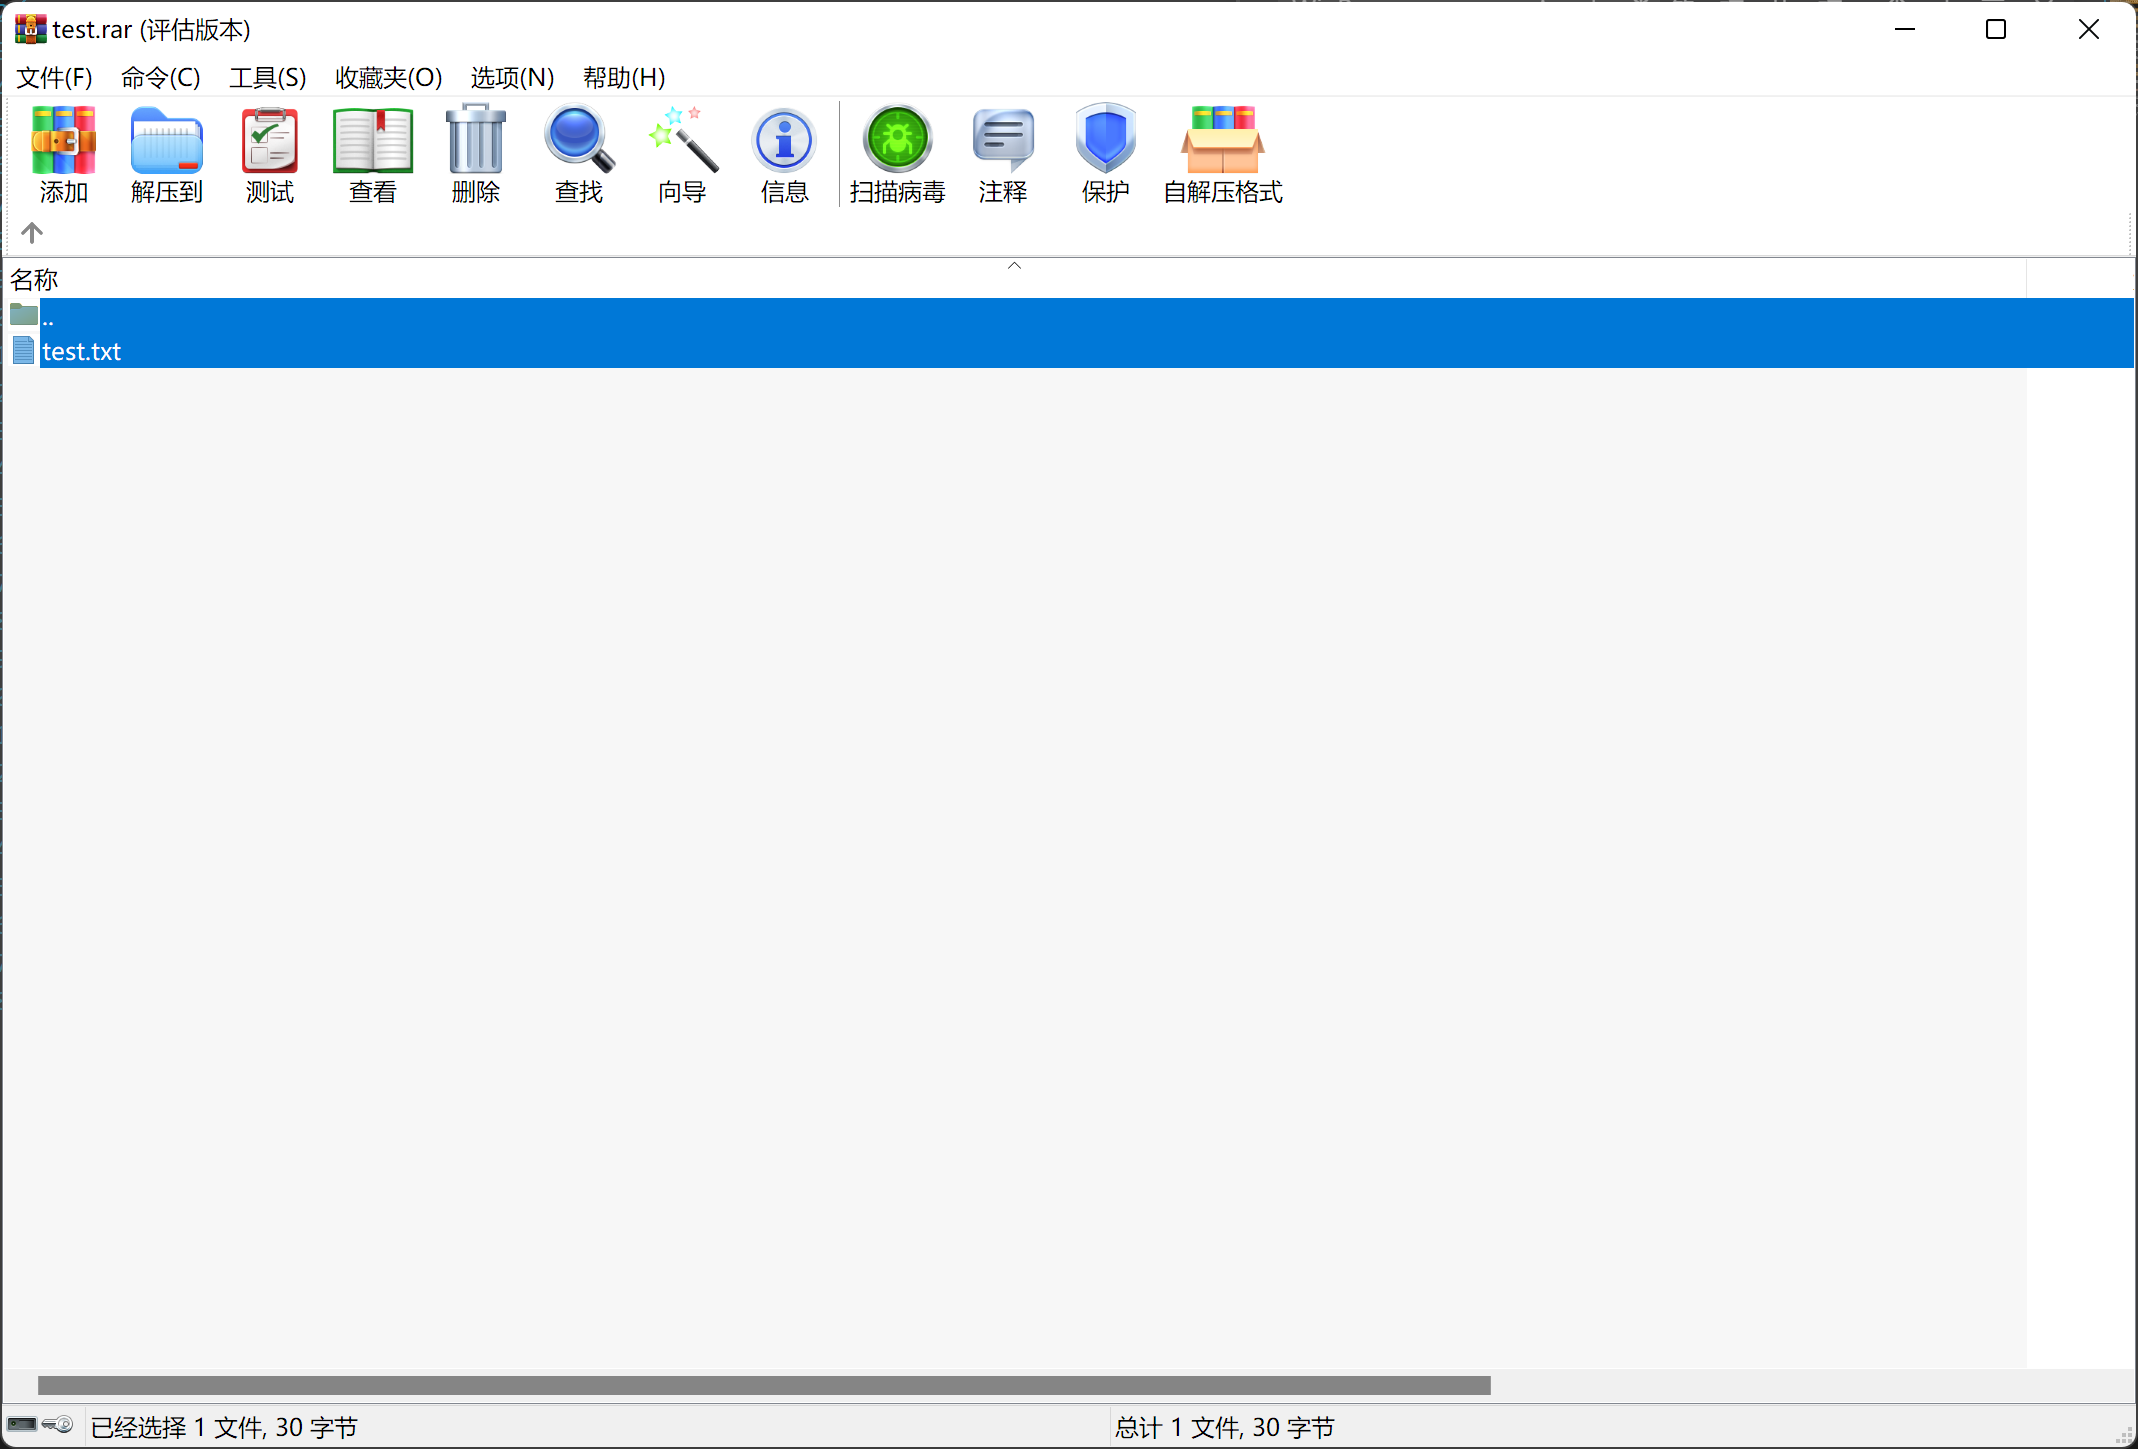 test.rar (评估版本)
文件(F) 命令(C) 工具(S) 收藏夹(O) 选项(N) 帮助(H)
添加 解压到 测试 查看 删除 查找 向导 信息 扫描病毒 注释 保护 自解压格式
名称
..
test.txt
已经选择 1 文件, 30 字节 总计 1 文件, 30 字节